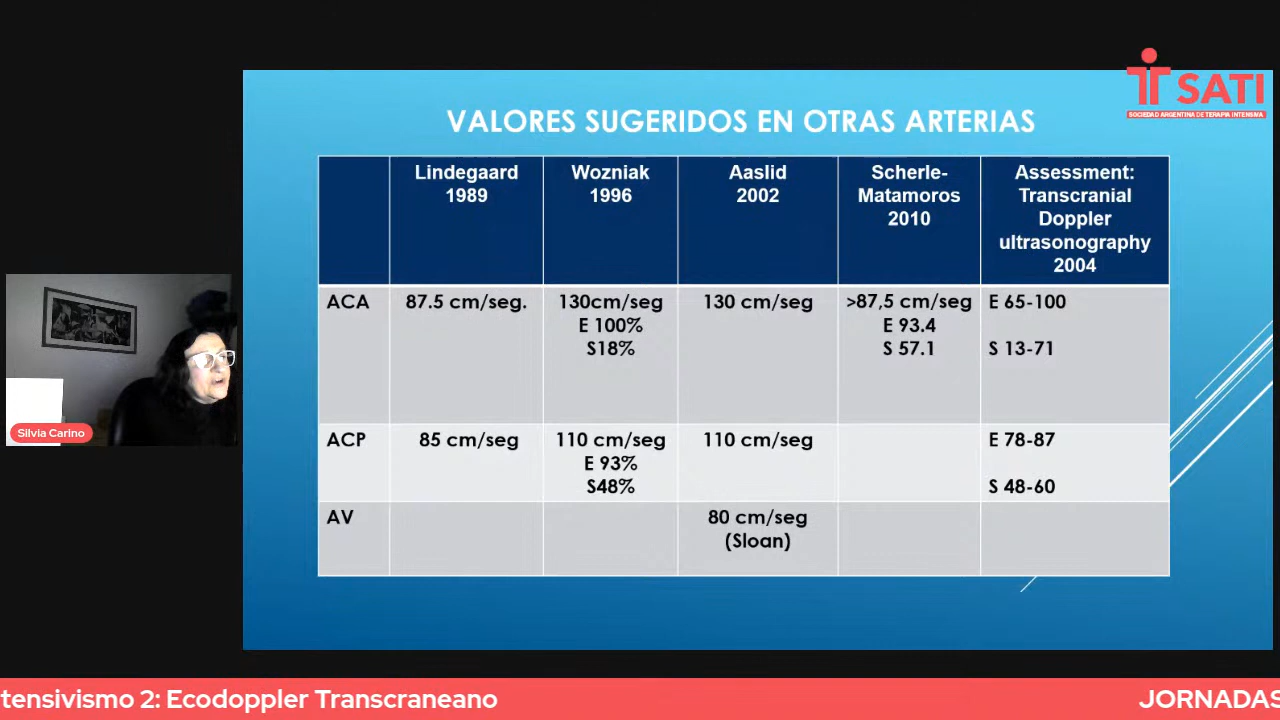 SATI
SOCIEDAD ARGENTINA DE TERAPIA INTENSIVA
VALORES SUGERIDOS EN OTRAS ARTERIAS
Lindegaard
1989
Wozniak
1996
Aaslid
2002
Scherle-
Matamoros
2010
Assessment:
Transcranial
Doppler
ultrasonography
2004
ACA
87.5 cm/seg.
130cm/seg
E 100%
S18%
130 cm/seg
>87,5 cm/seg
E 93.4
S 57.1
E 65-100
S 13-71
ACP
85 cm/seg
110 cm/seg
E 93%
S48%
110 cm/seg
E 78-87
S 48-60
AV
80 cm/seg
(Sloan)
Silvia Carino
tensivismo 2: Ecodoppler Transcraneano
JORNADAS